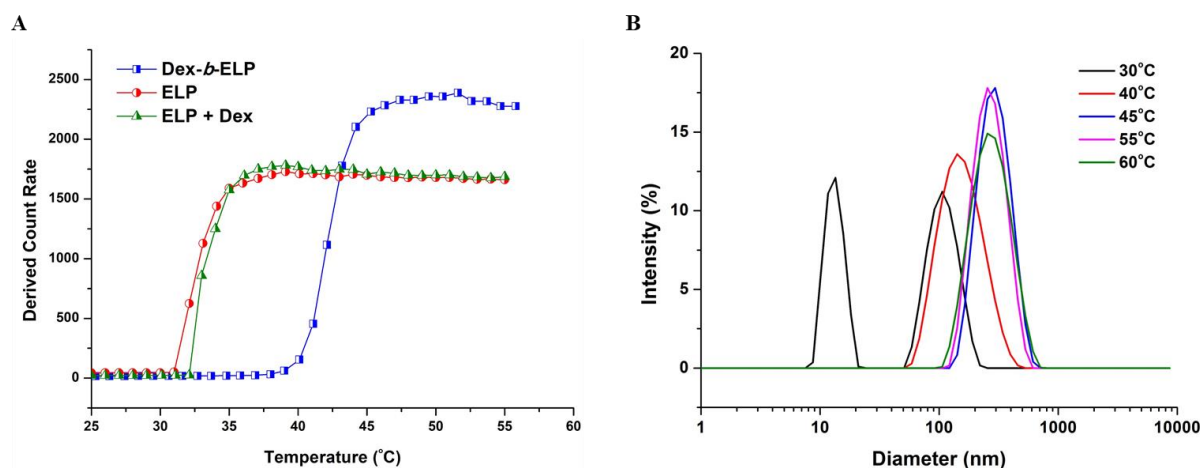 A
Dex-b-ELP
ELP
ELP + Dex
Derived Count Rate
2500
2000
1500
1000
500
0
25 30 35 40 45 50 55 60
Temperature (°C)
B
30°C
40°C
45°C
55°C
60°C
Intensity (%)
20
15
10
5
0
1 10 100 1000 10000
Diameter (nm)